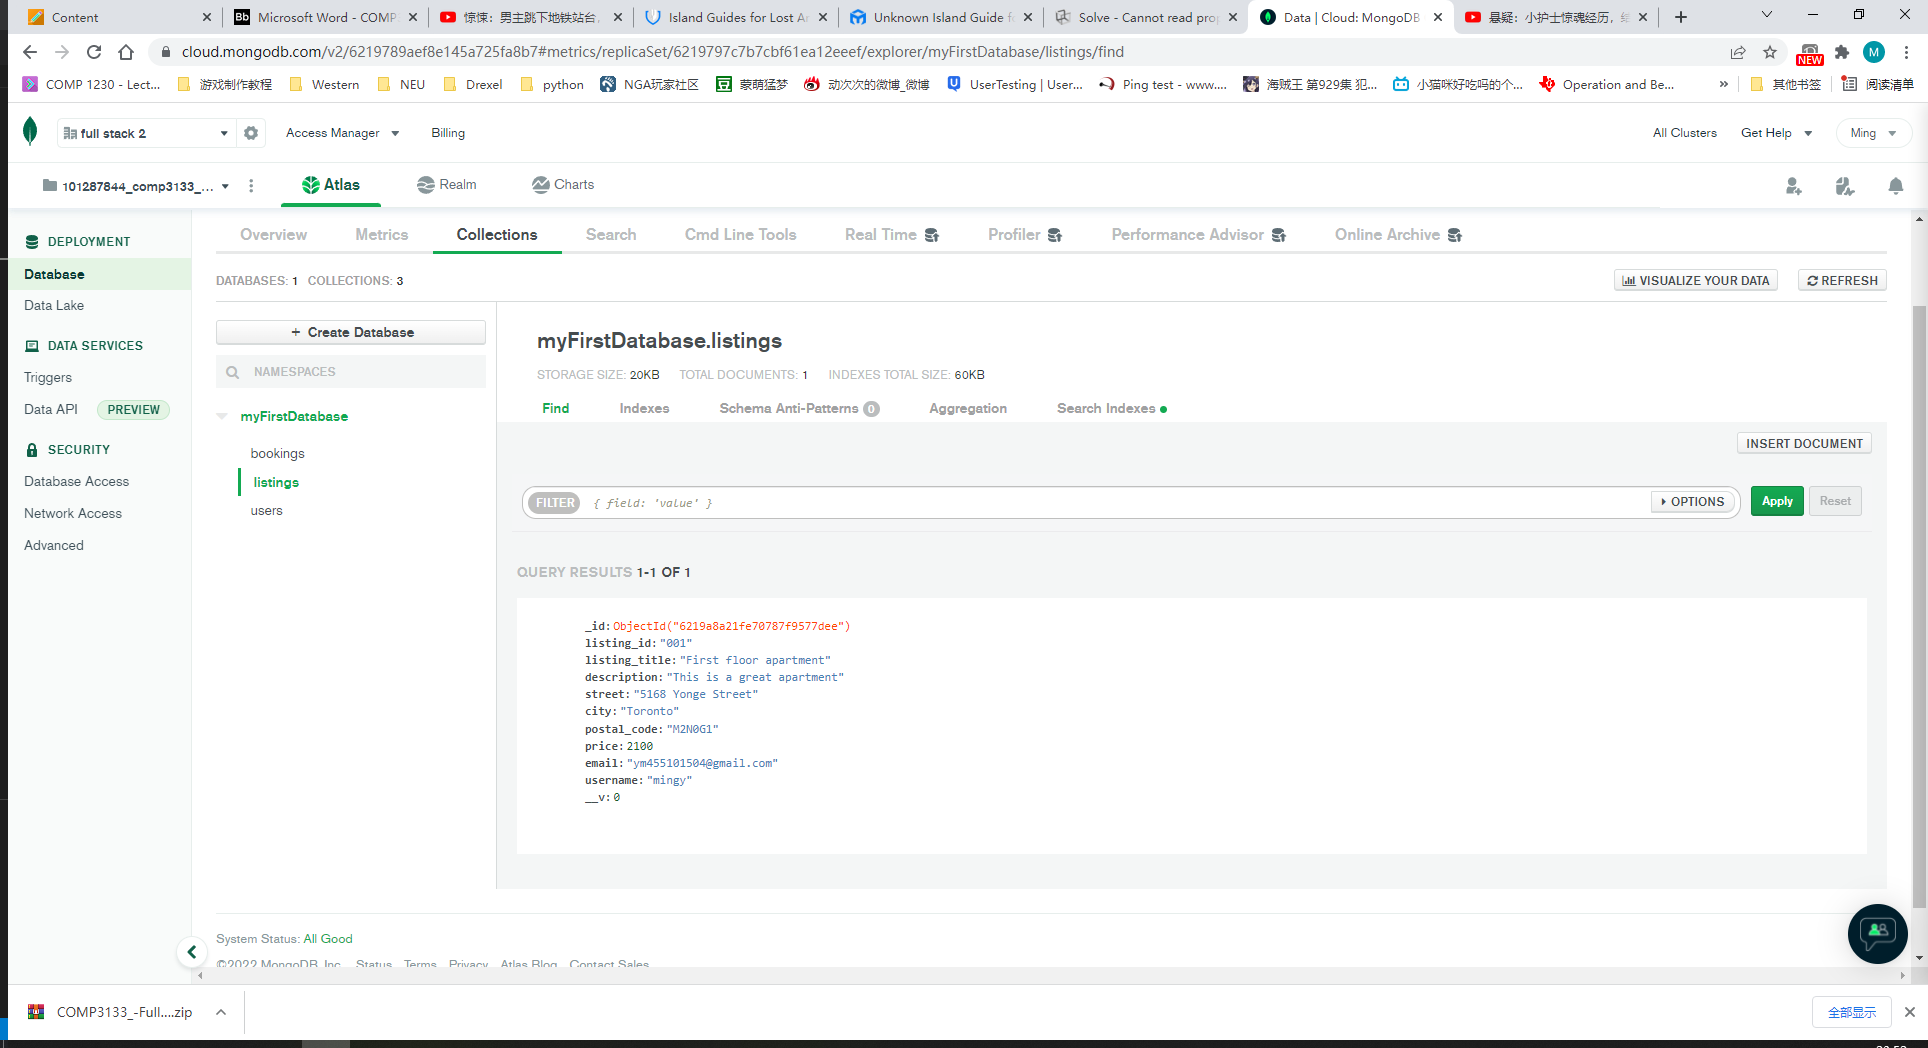 Content
Microsoft Word - COMP
惊悚：男主跳下地铁站台，
Island Guides for Lost Ar
Unknown Island Guide fo
Solve - Cannot read prop
Data | Cloud: MongoDB
悬疑：小护士惊魂经历，
cloud.mongodb.com/v2/6219789aef8e145a725fa8b7#metrics/replicaSet/6219797c7b7cbf61ea12eeef/explorer/myFirstDatabase/listings/find
NEW
M
COMP 1230 - Lect...
游戏制作教程
Western
NEU
Drexel
python
NGA玩家社区
蒙萌猛梦
动次次的微博_微博
UserTesting | User...
Ping test - www....
海贼王 第929集 犯...
小猫咪好吃吗的个...
Operation and Be...
»
其他书签
阅读清单
full stack 2
Access Manager
Billing
All Clusters
Get Help
Ming
101287844_comp3133_...
Atlas
Realm
Charts
DEPLOYMENT
Database
Data Lake
DATA SERVICES
Triggers
Data API PREVIEW
SECURITY
Database Access
Network Access
Advanced
Overview
Metrics
Collections
Search
Cmd Line Tools
Real Time
Profiler
Performance Advisor
Online Archive
DATABASES: 1 COLLECTIONS: 3
VISUALIZE YOUR DATA
REFRESH
+ Create Database
NAMESPACES
myFirstDatabase
bookings
listings
users
myFirstDatabase.listings
STORAGE SIZE: 20KB TOTAL DOCUMENTS: 1 INDEXES TOTAL SIZE: 60KB
Find
Indexes
Schema Anti-Patterns 0
Aggregation
Search Indexes
INSERT DOCUMENT
FILTER { field: 'value' }
OPTIONS
Apply
Reset
QUERY RESULTS 1-1 OF 1
_id: ObjectId("6219a8a21fe70787f9577dee")
listing_id: "001"
listing_title: "First floor apartment"
description: "This is a great apartment"
street: "5168 Yonge Street"
city: "Toronto"
postal_code: "M2N0G1"
price: 2100
email: "ym455101504@gmail.com"
username: "mingy"
__v: 0
System Status: All Good
©2022 MongoDB, Inc. Status Terms Privacy Atlas Blog Contact Sales
COMP3133_-Full....zip
全部显示